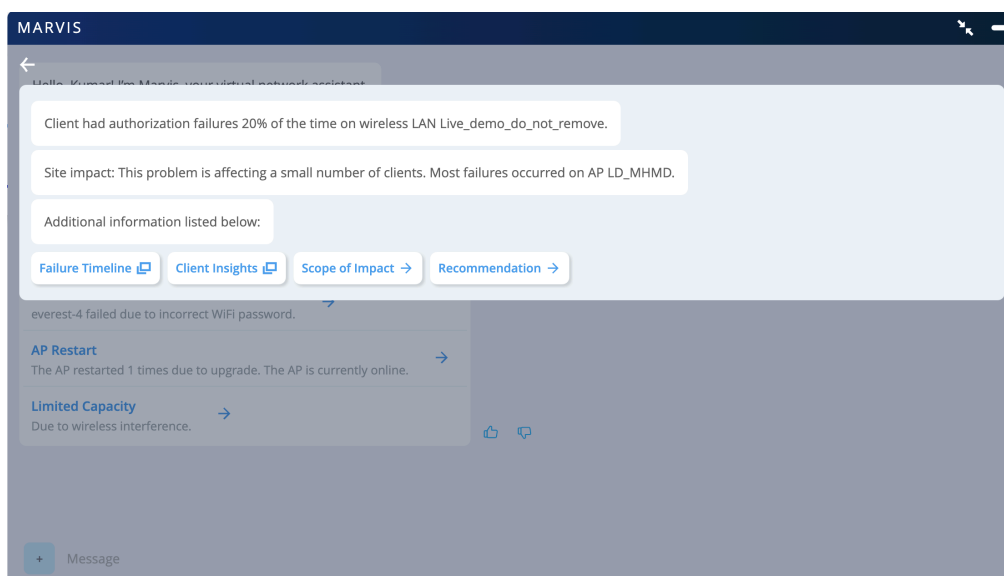 MARVIS
Hello, Kumar! I'm Marvis, your virtual network assistant.
Client had authorization failures 20% of the time on wireless LAN Live_demo_do_not_remove.
Site impact: This problem is affecting a small number of clients. Most failures occurred on AP LD_MHMD.
Additional information listed below:
Failure Timeline
Client Insights
Scope of Impact →
Recommendation →
everest-4 failed due to incorrect WiFi password.
AP Restart
The AP restarted 1 times due to upgrade. The AP is currently online.
Limited Capacity
Due to wireless interference.
+ Message